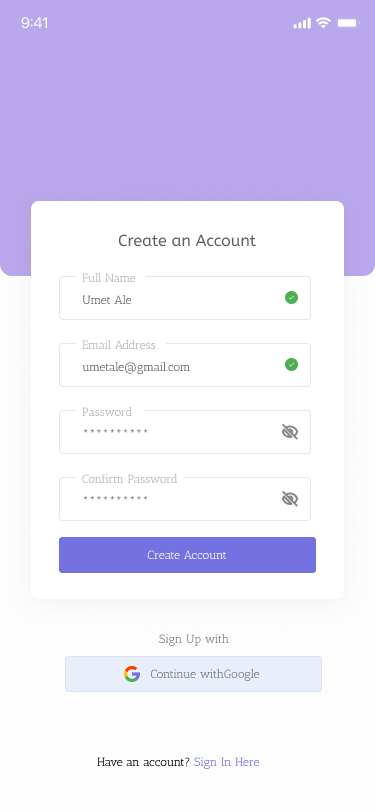 9:41
Create an Account
Full Name
Umet Ale
Email Address
umetale@gmail.com
Password
**********
Confirm Password
**********
Create Account
Sign Up with
Continue withGoogle
Have an account? Sign In Here